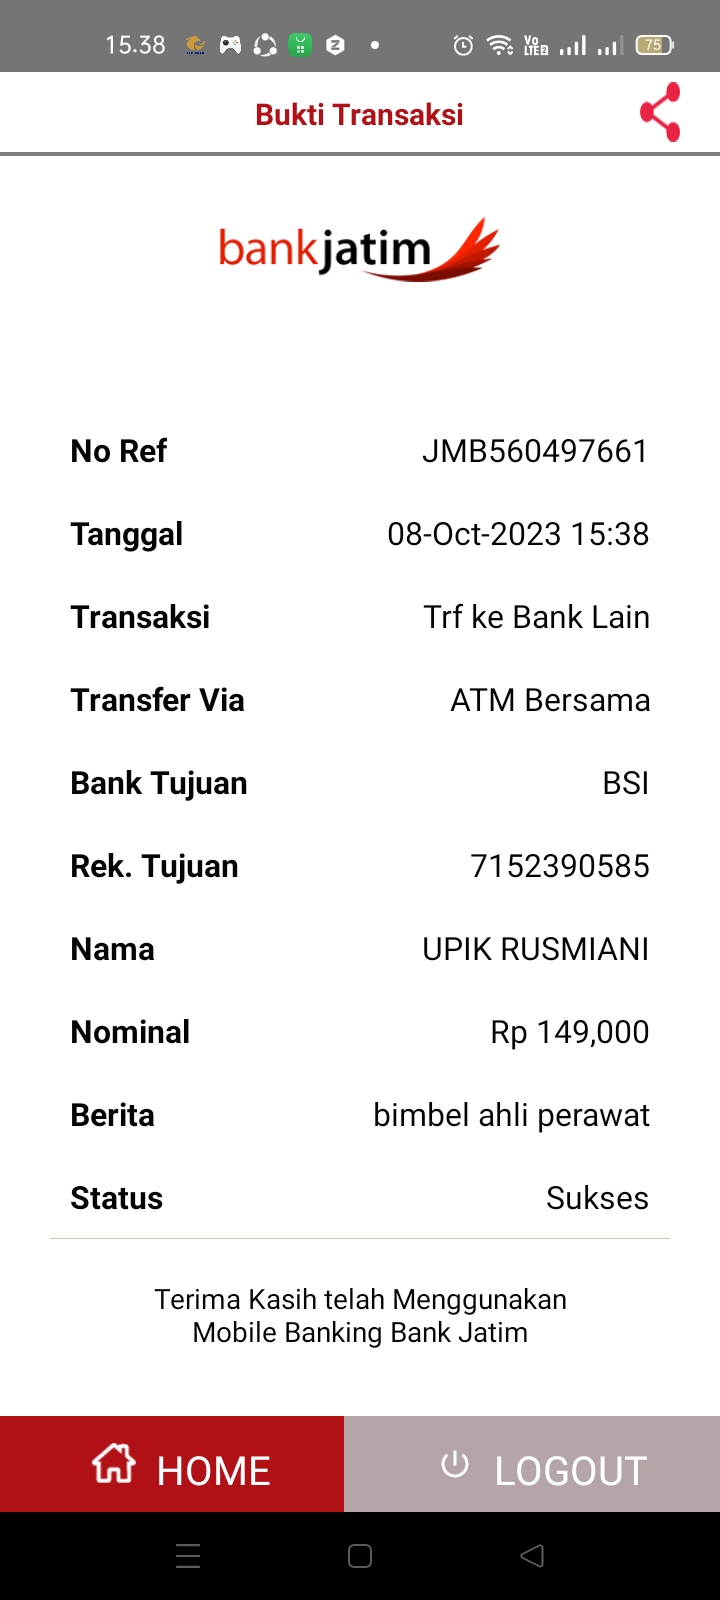 15.38 Vo LTE2 75
Bukti Transaksi
bankjatim
No Ref JMB560497661
Tanggal 08-Oct-2023 15:38
Transaksi Trf ke Bank Lain
Transfer Via ATM Bersama
Bank Tujuan BSI
Rek. Tujuan 7152390585
Nama UPIK RUSMIANI
Nominal Rp 149,000
Berita bimbel ahli perawat
Status Sukses
Terima Kasih telah Menggunakan
Mobile Banking Bank Jatim
HOME LOGOUT